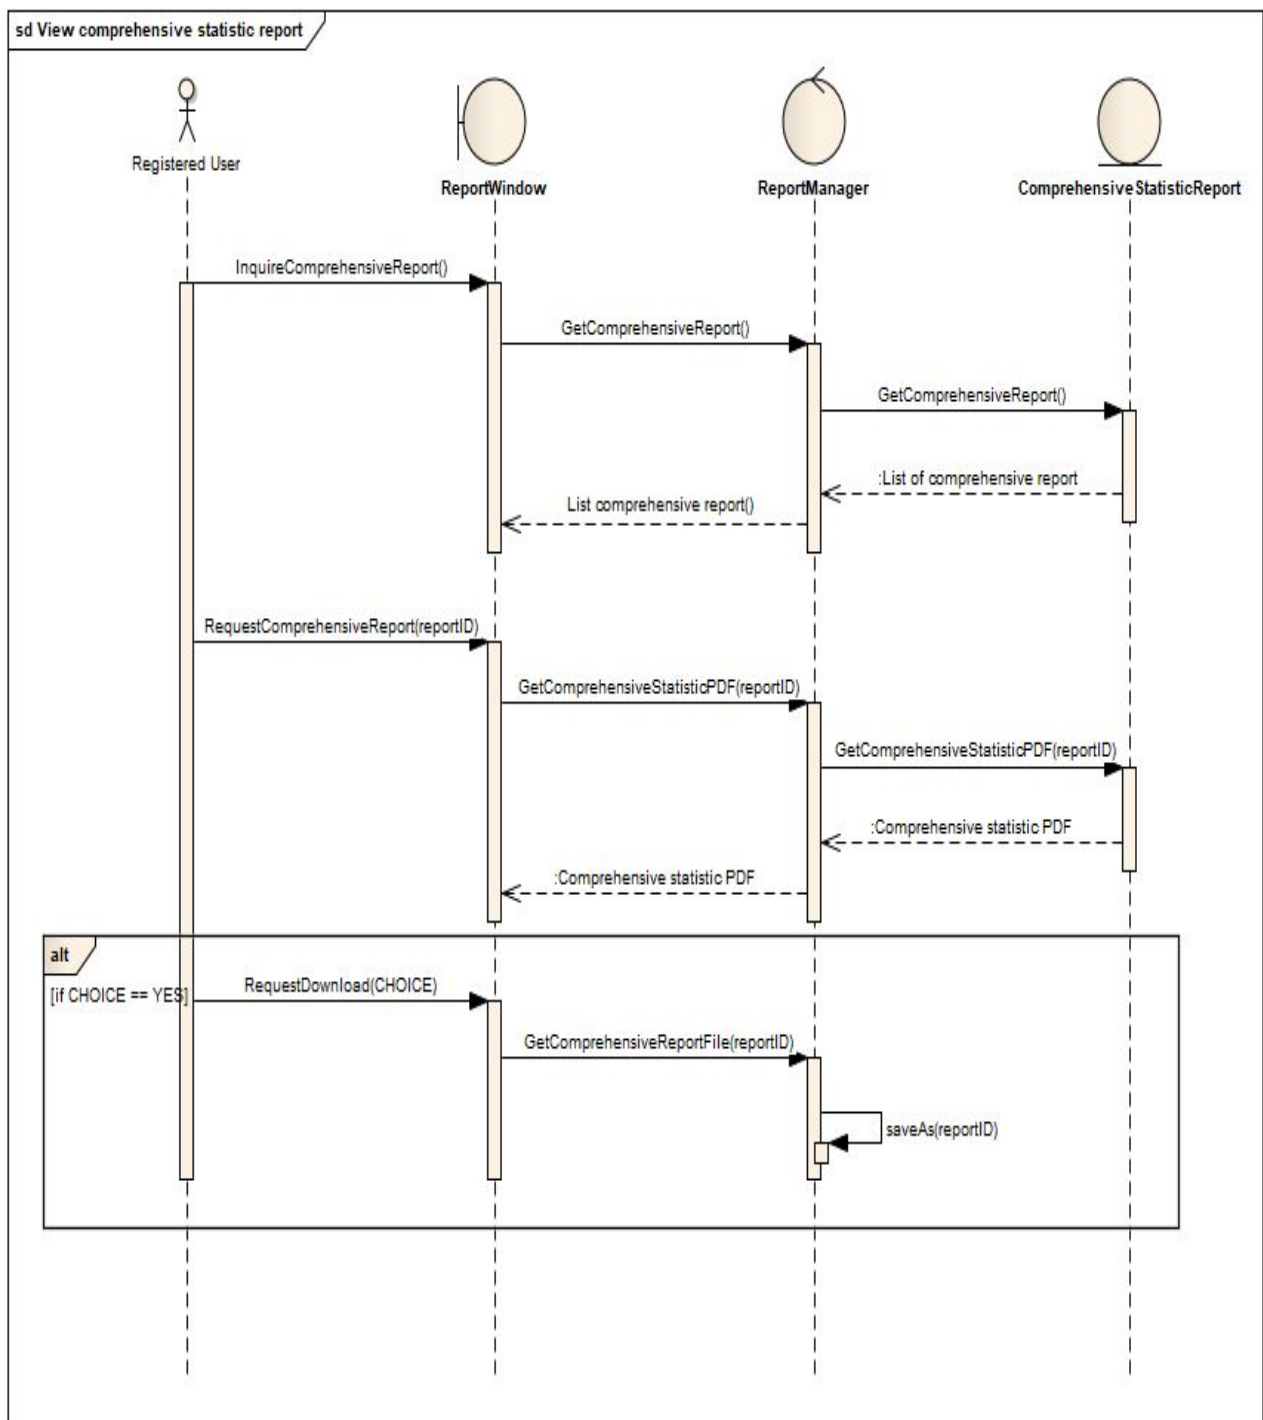 sd View comprehensive statistic report
Registered User
ReportWindow
ReportManager
ComprehensiveStatisticReport
InquireComprehensiveReport()
GetComprehensiveReport()
GetComprehensiveReport()
:List of comprehensive report
List comprehensive report()
RequestComprehensiveReport(reportID)
GetComprehensiveStatisticPDF(reportID)
GetComprehensiveStatisticPDF(reportID)
:Comprehensive statistic PDF
:Comprehensive statistic PDF
alt
[if CHOICE == YES]
RequestDownload(CHOICE)
GetComprehensiveReportFile(reportID)
saveAs(reportID)